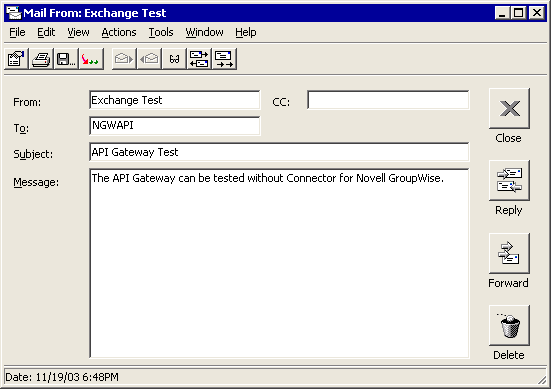 Mail From: Exchange Test
File Edit View Actions Tools Window Help
From: Exchange Test CC:
To: NGWAPI
Subject: API Gateway Test
Message: The API Gateway can be tested without Connector for Novell GroupWise.
Close
Reply
Forward
Delete
Date: 11/19/03 6:48PM